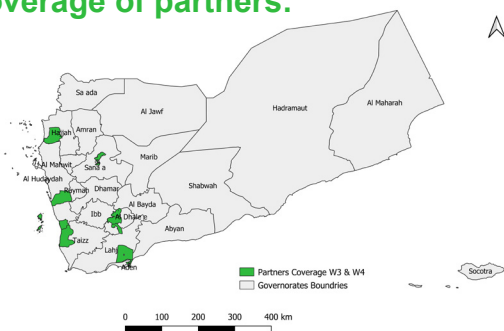 overage of partners:
Sa ada
Al Jawf
Hadramaut
Al Maharah
Hajjah
Amran
Marib
Al Mahwit
Sana a
Al Hudaydah
Shabwah
Raymah
Dhamar
Al Bayda
Ibb
Al Dhale'e
Abyan
Taizz
Lahj
Aden
Socotra
Partners Coverage W3 & W4
Governorates Boundries
0 100 200 300 400 km